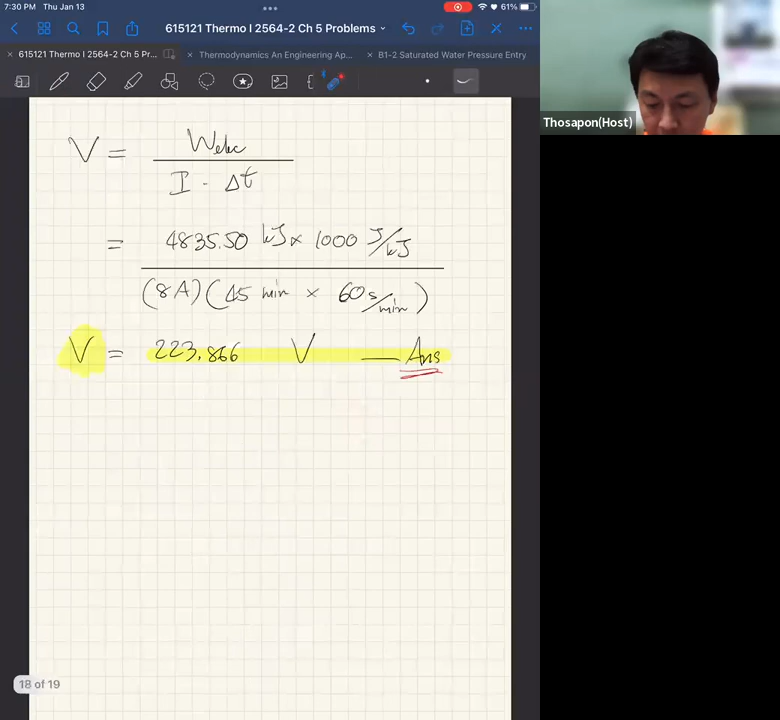 7:30 PM Thu Jan 13
61%
615121 Thermo I 2564-2 Ch 5 Problems
615121 Thermo I 2564-2 Ch 5 Pr...
Thermodynamics An Engineering Ap...
B1-2 Saturated Water Pressure Entry
Thosapon(Host)
V = Welec / I · Δt
= 4835.50 kJ × 1000 J/kJ / (8A)(45 min × 60 s/min)
V = 223.866 V — Ans
18 of 19